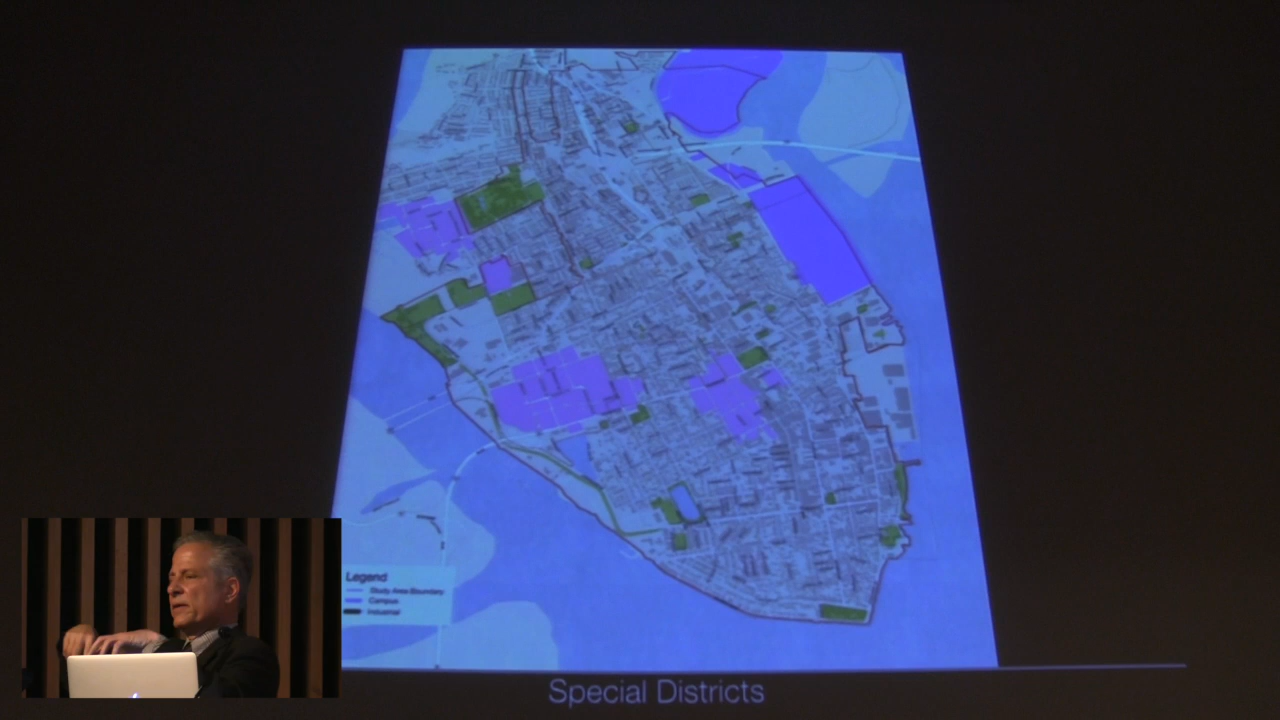 Legend
Study Area Boundary
Campus
Industrial
Special Districts